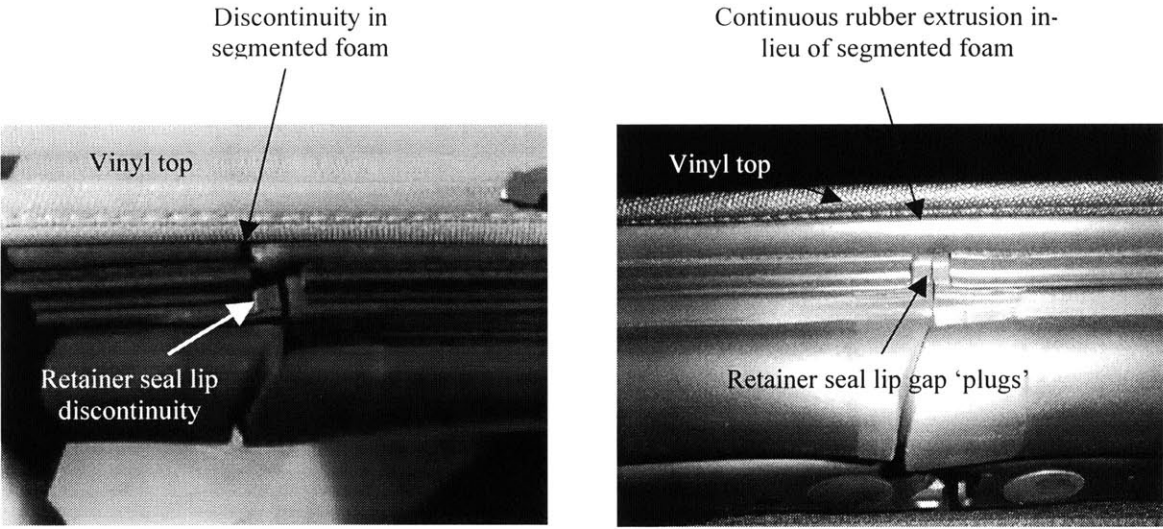 Discontinuity in
segmented foam
Continuous rubber extrusion in-
lieu of segmented foam
Vinyl top
Retainer seal lip
discontinuity
Vinyl top
Retainer seal lip gap ‘plugs’